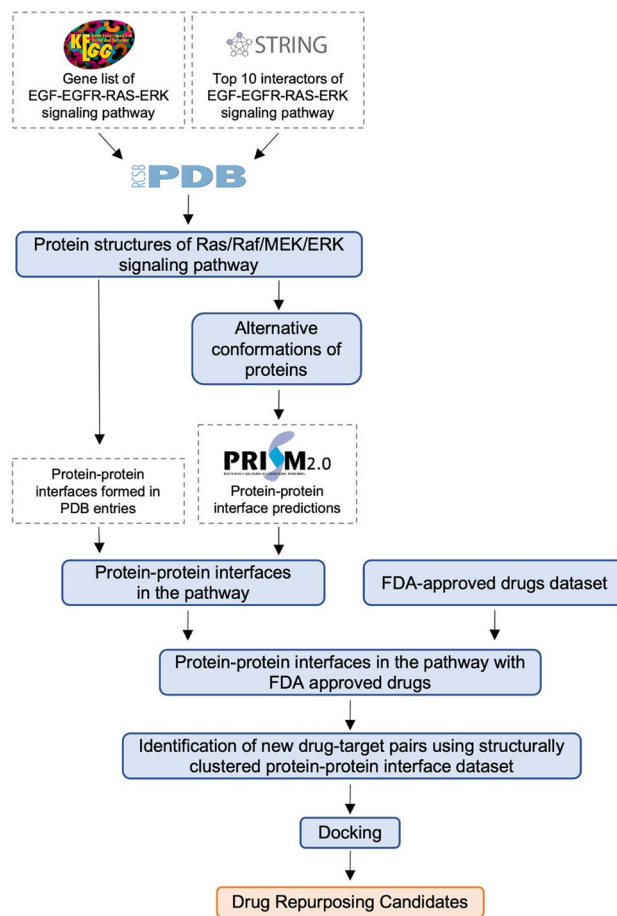 KEGG
STRING
Gene list of
EGF-EGFR-RAS-ERK
signaling pathway
Top 10 interactors of
EGF-EGFR-RAS-ERK
signaling pathway
RCSB
PDB
Protein structures of Ras/Raf/MEK/ERK
signaling pathway
Alternative
conformations of
proteins
PRISM 2.0
Protein-protein
interfaces formed in
PDB entries
Protein-protein
interface predictions
Protein-protein interfaces
in the pathway
FDA-approved drugs dataset
Protein-protein interfaces in the pathway with
FDA approved drugs
Identification of new drug-target pairs using structurally
clustered protein-protein interface dataset
Docking
Drug Repurposing Candidates